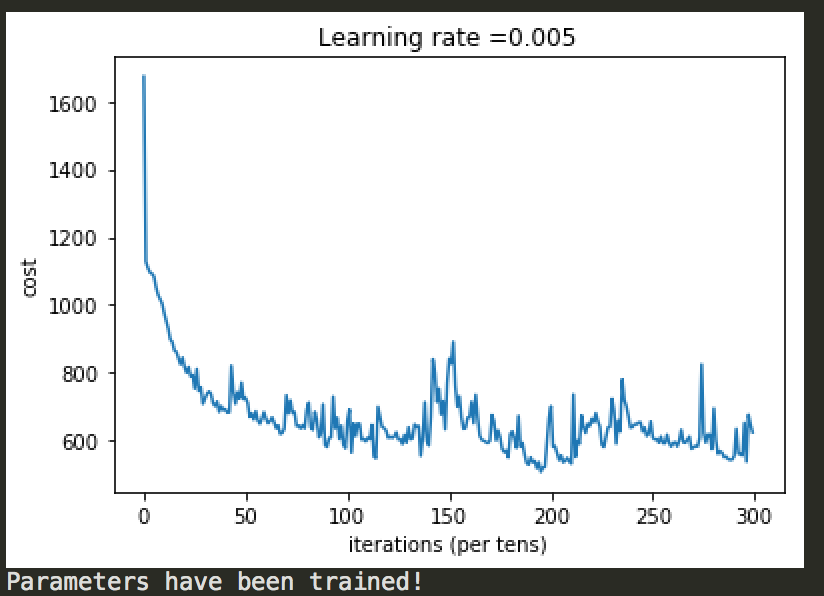 Learning rate =0.005
1600
1400
1200
1000
800
600
cost
0 50 100 150 200 250 300
iterations (per tens)
Parameters have been trained!